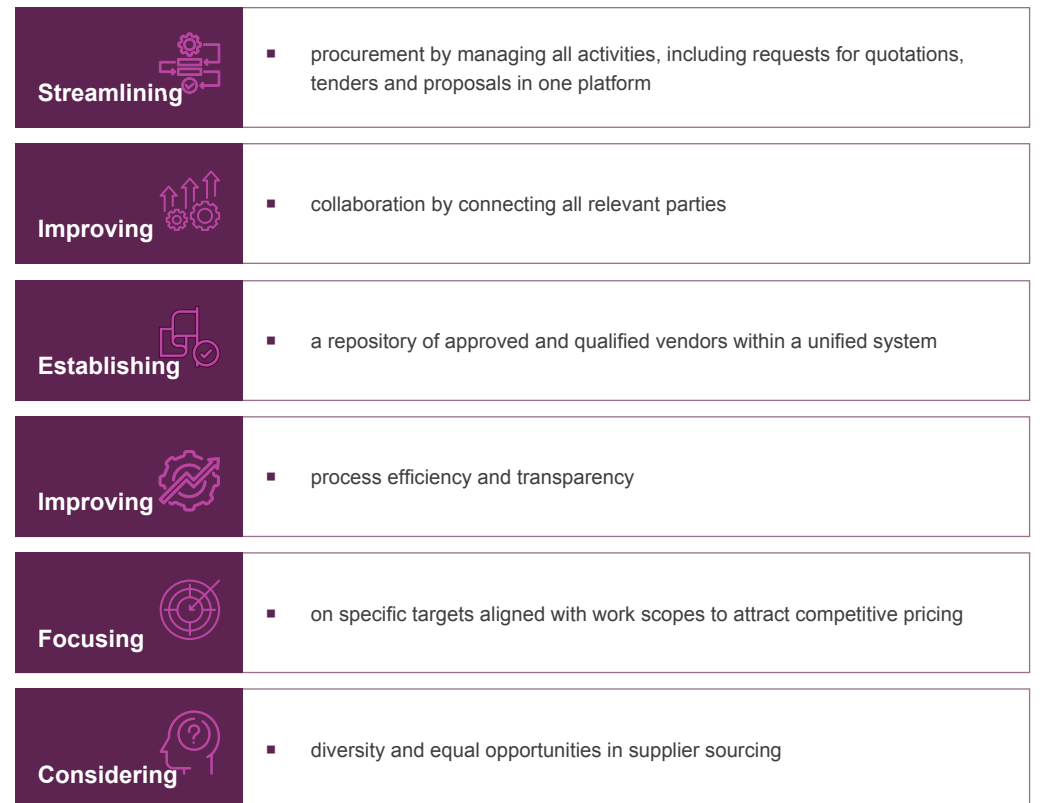 Streamlining
▪ procurement by managing all activities, including requests for quotations,
tenders and proposals in one platform
Improving
▪ collaboration by connecting all relevant parties
Establishing
▪ a repository of approved and qualified vendors within a unified system
Improving
▪ process efficiency and transparency
Focusing
▪ on specific targets aligned with work scopes to attract competitive pricing
Considering
▪ diversity and equal opportunities in supplier sourcing